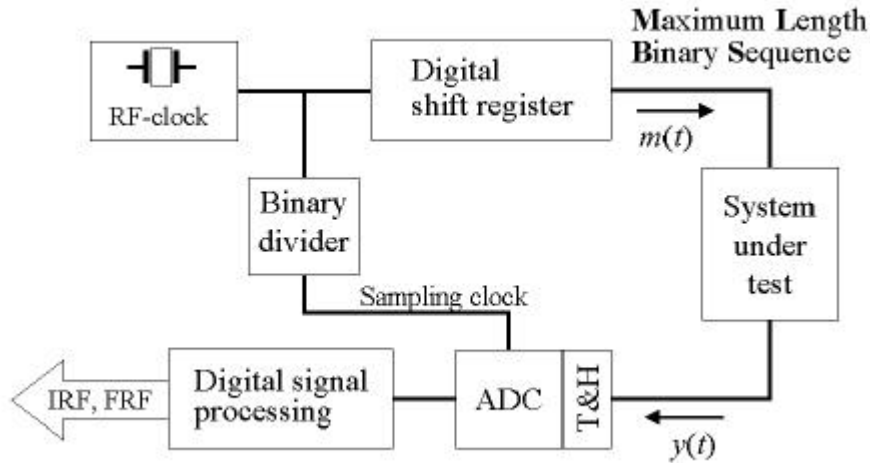 Maximum Length
Binary Sequence
RF-clock
Digital
shift register
m(t)
Binary
divider
System
under
test
Sampling clock
IRF, FRF
Digital signal
processing
ADC
T&H
y(t)